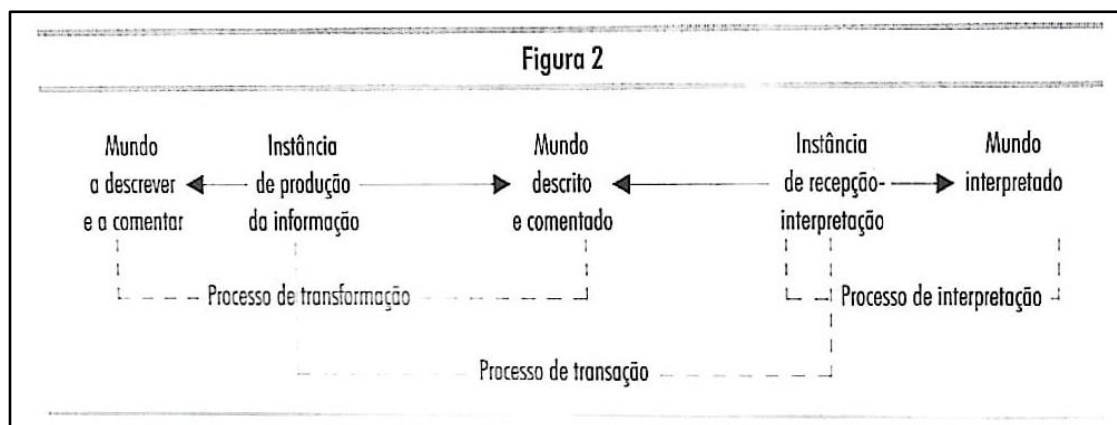 Figura 2
Mundo
a descrever
e a comentar
Instância
de produção
da informação
Mundo
descrito
e comentado
Instância
de recepção-
interpretação
Mundo
interpretado
Processo de transformação
Processo de interpretação
Processo de transação